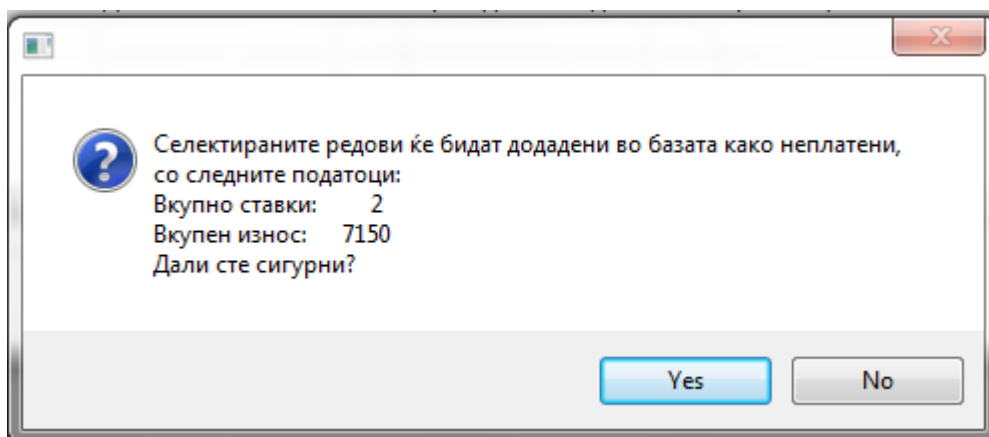 Селектираните редови ќе бидат додадени во базата како неплатени,
со следните податоци:
Вкупно ставки: 2
Вкупен износ: 7150
Дали сте сигурни?
Yes No